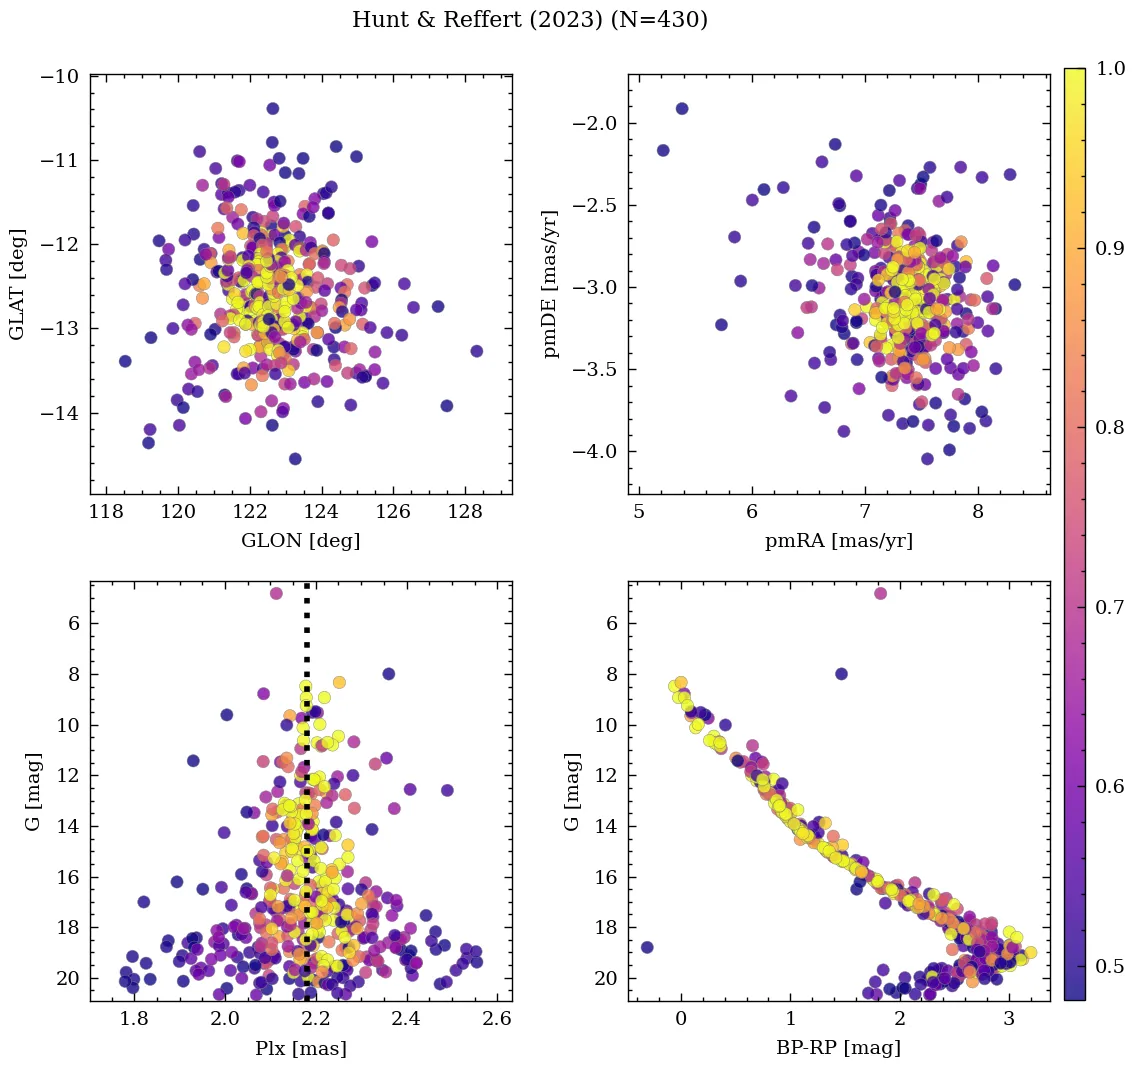 Hunt & Reffert (2023) (N=430)
−10
−11
−12
−13
−14
GLAT [deg]
118 120 122 124 126 128
GLON [deg]
−2.0
−2.5
−3.0
−3.5
−4.0
pmDE [mas/yr]
5 6 7 8
pmRA [mas/yr]
1.0
0.9
0.8
0.7
0.6
0.5
6
8
10
12
14
16
18
20
G [mag]
1.8 2.0 2.2 2.4 2.6
Plx [mas]
6
8
10
12
14
16
18
20
G [mag]
0 1 2 3
BP-RP [mag]